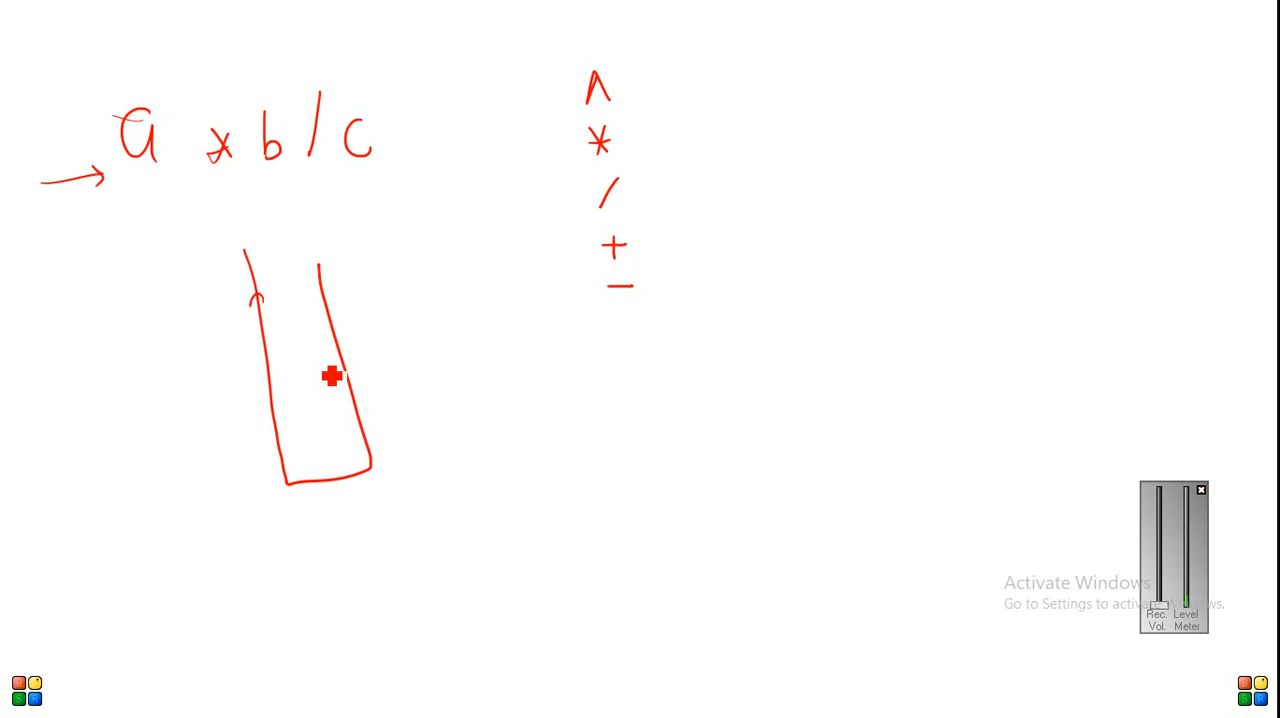 a * b / c
^
*
/
+
-
Activate Windows
Go to Settings to activate Windows.
Rec. Level
Vol. Meter